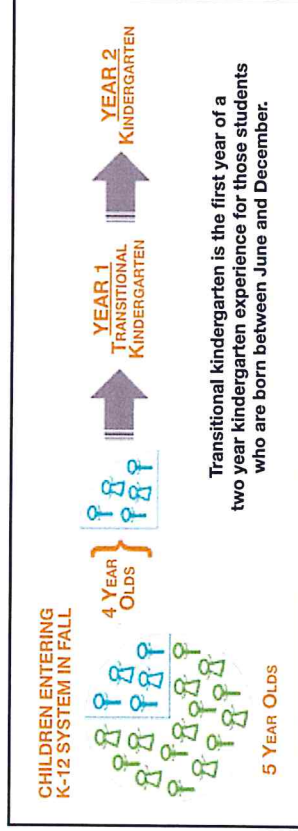 CHILDREN ENTERING
K-12 SYSTEM IN FALL
4 YEAR
OLDS
5 YEAR OLDS
YEAR 1
TRANSITIONAL
KINDERGARTEN
YEAR 2
KINDERGARTEN
Transitional kindergarten is the first year of a
two year kindergarten experience for those students
who are born between June and December.